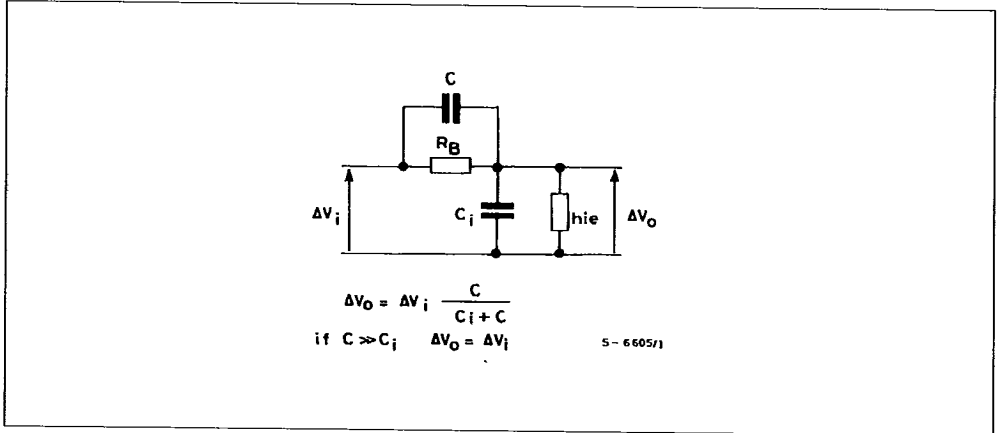 C
R_B
ΔV_i
C_i
hie
ΔV_o
ΔV_o = ΔV_i C / (C_i + C)
if C ≫ C_i ΔV_o = ΔV_i
S-6605/1